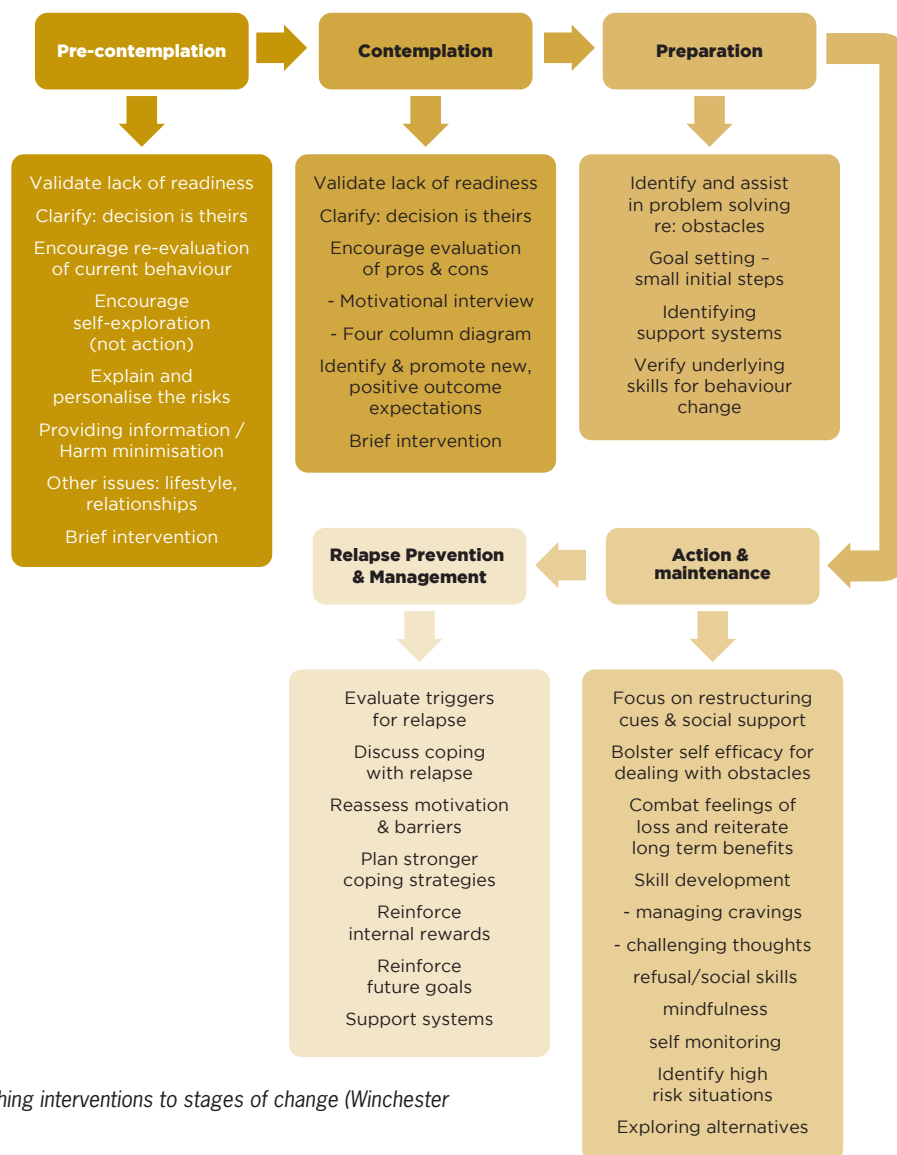 Pre-contemplation
Contemplation
Preparation
Validate lack of readiness
Clarify: decision is theirs
Encourage re-evaluation
of current behaviour
Encourage
self-exploration
(not action)
Explain and
personalise the risks
Providing information /
Harm minimisation
Other issues: lifestyle,
relationships
Brief intervention
Validate lack of readiness
Clarify: decision is theirs
Encourage evaluation
of pros & cons
- Motivational interview
- Four column diagram
Identify & promote new,
positive outcome
expectations
Brief intervention
Identify and assist
in problem solving
re: obstacles
Goal setting –
small initial steps
Identifying
support systems
Verify underlying
skills for behaviour
change
Relapse Prevention
& Management
Action &
maintenance
Evaluate triggers
for relapse
Discuss coping
with relapse
Reassess motivation
& barriers
Plan stronger
coping strategies
Reinforce
internal rewards
Reinforce
future goals
Support systems
Focus on restructuring
cues & social support
Bolster self efficacy for
dealing with obstacles
Combat feelings of
loss and reiterate
long term benefits
Skill development
- managing cravings
- challenging thoughts
refusal/social skills
mindfulness
self monitoring
Identify high
risk situations
Exploring alternatives
hing interventions to stages of change (Winchester